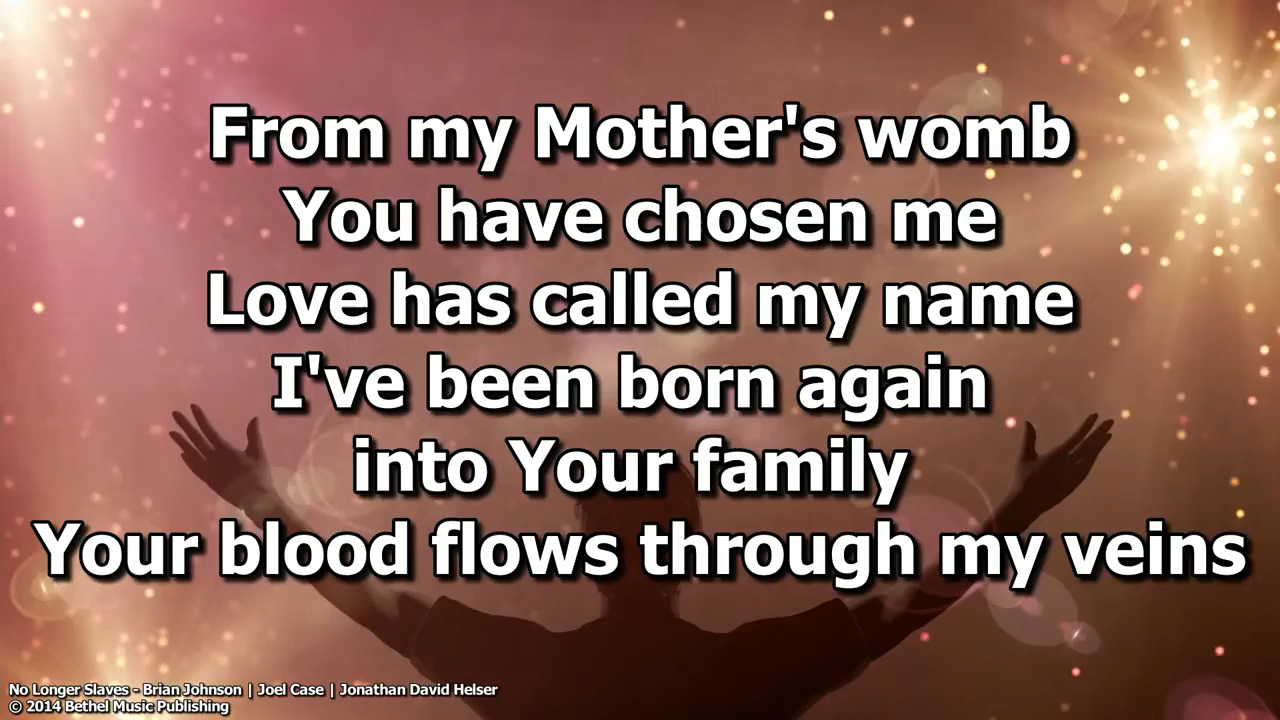 From my Mother's womb
You have chosen me
Love has called my name
I've been born again
into Your family
Your blood flows through my veins
No Longer Slaves - Brian Johnson | Joel Case | Jonathan David Helser
© 2014 Bethel Music Publishing